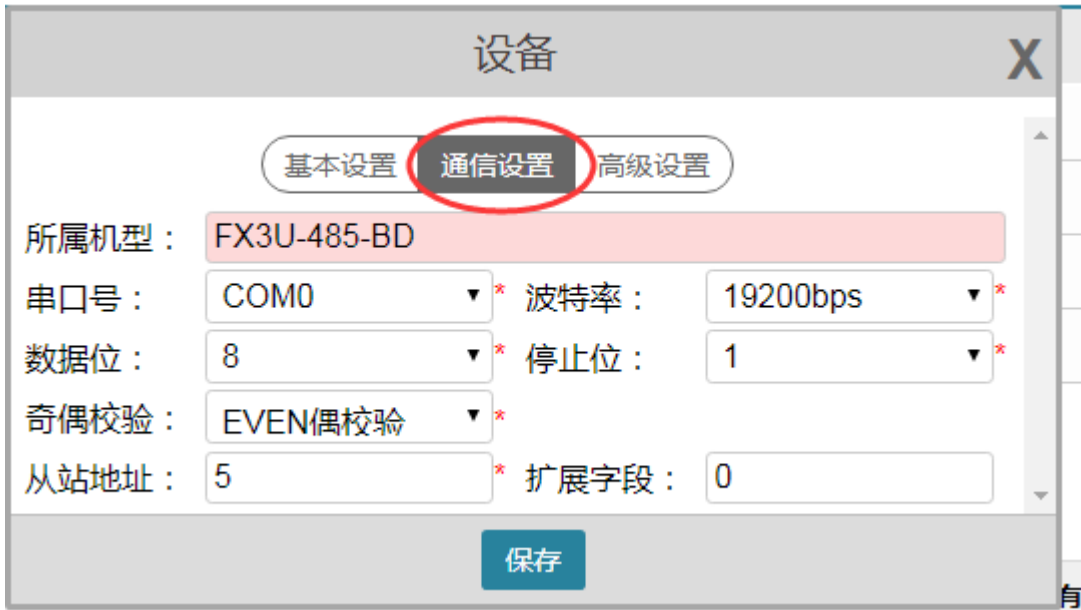 设备 X
基本设置 通信设置 高级设置
所属机型： FX3U-485-BD
串口号： COM0 * 波特率： 19200bps *
数据位： 8 * 停止位： 1 *
奇偶校验： EVEN偶校验 *
从站地址： 5 * 扩展字段： 0
保存
有